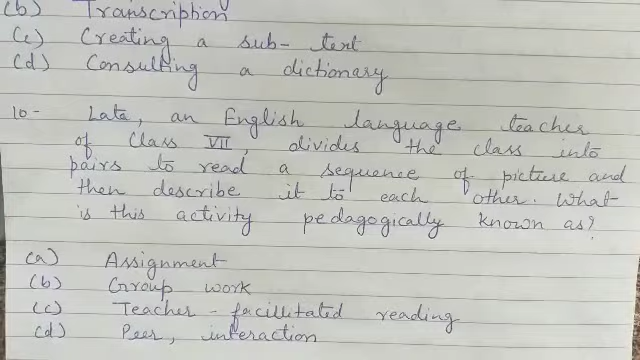 (b) Transcription
(c) Creating a sub-text
(d) Consulting a dictionary
10- Lata, an English language teacher
of Class VII, divides the class into
pairs to read a sequence of picture and
then describe it to each other. What
is this activity pedagogically known as?
(a) Assignment
(b) Group work
(c) Teacher-facillitated reading
(d) Peer, interaction